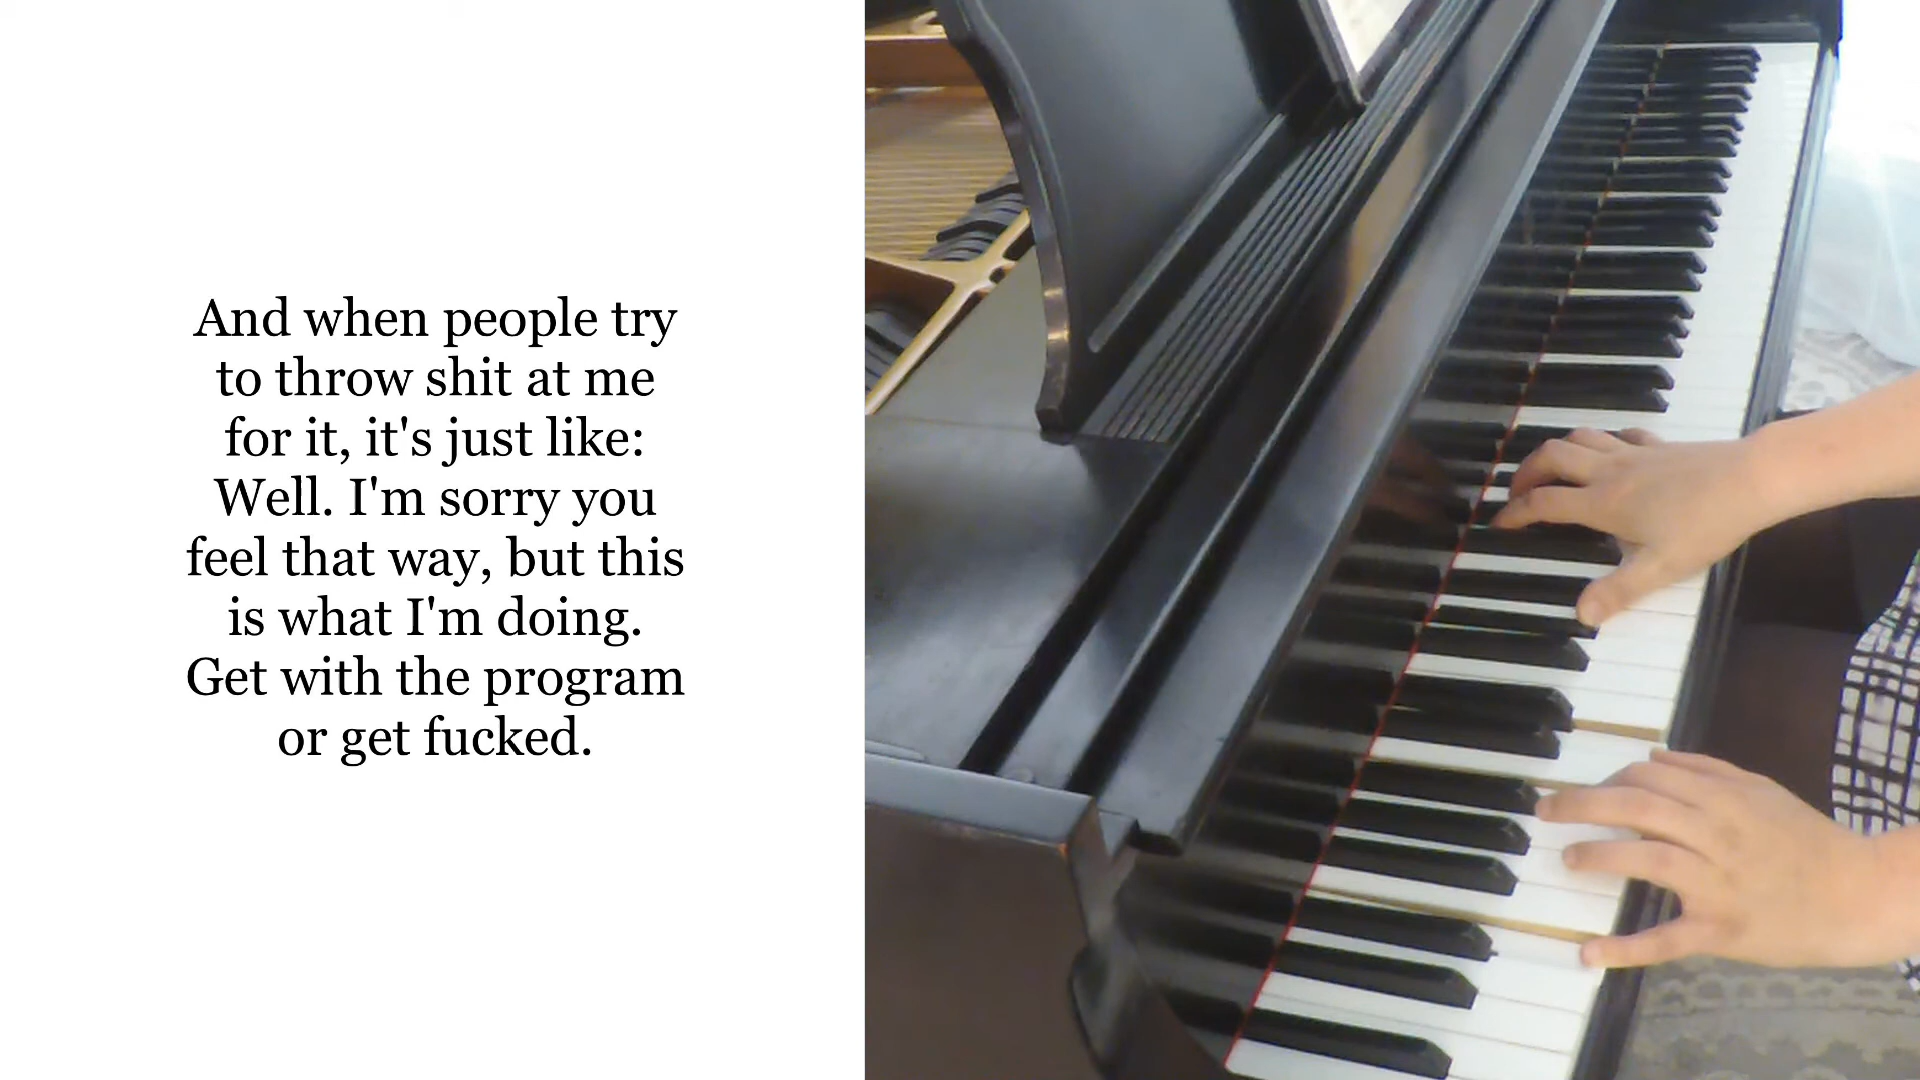 And when people try
to throw shit at me
for it, it's just like:
Well. I'm sorry you
feel that way, but this
is what I'm doing.
Get with the program
or get fucked.